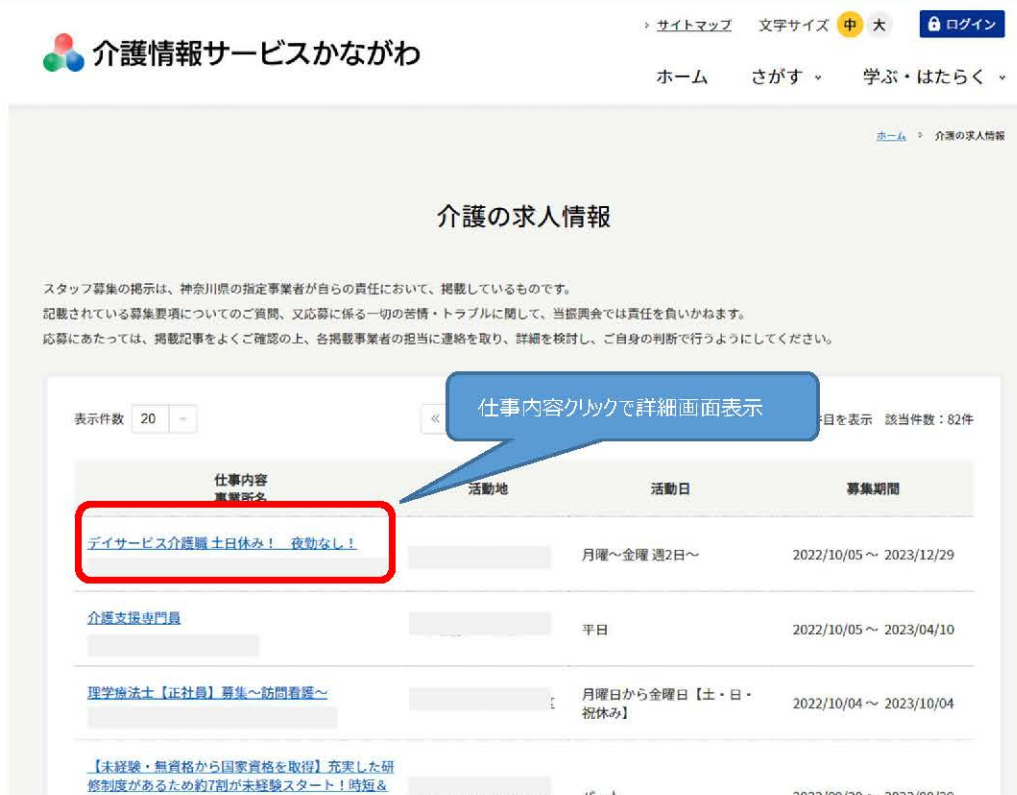 › サイトマップ 文字サイズ 中 大 ログイン
介護情報サービスかながわ
ホーム さがす 学ぶ・はたらく
ホーム › 介護の求人情報
介護の求人情報
スタッフ募集の掲示は、神奈川県の指定事業者が自らの責任において、掲載しているものです。
記載されている募集要項についてのご質問、又応募に係る一切の苦情・トラブルに関して、当振興会では責任を負いかねます。
応募にあたっては、掲載記事をよくご確認の上、各掲載事業者の担当に連絡を取り、詳細を検討し、ご自身の判断で行うようにしてください。
仕事内容クリックで詳細画面表示
表示件数 20 « 件目を表示 該当件数:82件
仕事内容
事業所名 活動地 活動日 募集期間
デイサービス介護職 土日休み! 夜勤なし!
月曜~金曜 週2日~ 2022/10/05 ~ 2023/12/29
介護支援専門員
平日 2022/10/05 ~ 2023/04/10
理学療法士【正社員】募集~訪問看護~
月曜日から金曜日【土・日・
祝休み】 2022/10/04 ~ 2023/10/04
【未経験・無資格から国家資格を取得】充実した研
修制度があるため約7割が未経験スタート!時短&